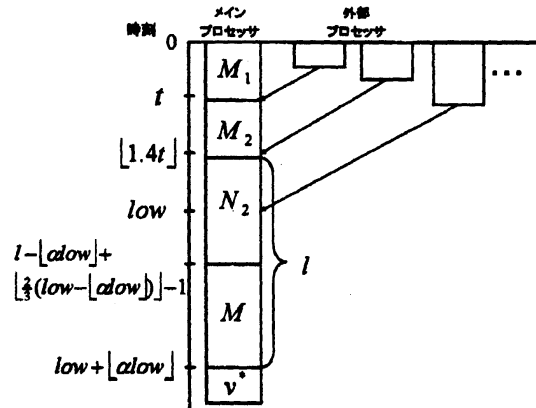 時刻
メイン
プロセッサ
外部
プロセッサ
0
M₁
t
M₂
⌊1.4t⌋
N₂
low
l−⌊αlow⌋+
⌊⅔(low−⌊αlow⌋)⌋−1
l
M
low+⌊αlow⌋
v*
…